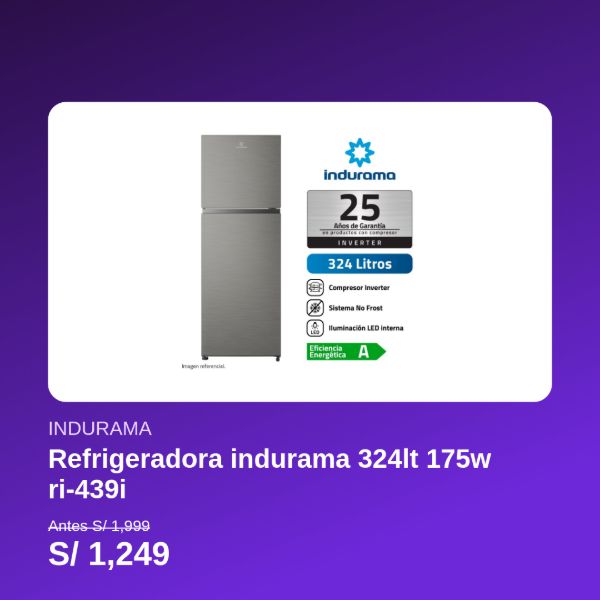 indurama
25
Años de Garantía
en productos con compresor
INVERTER
324 Litros
Compresor Inverter
Sistema No Frost
LED
Iluminación LED interna
Eficiencia
Energética
A
Imagen referencial.
INDURAMA
Refrigeradora indurama 324lt 175w
ri-439i
Antes S/ 1,999
S/ 1,249